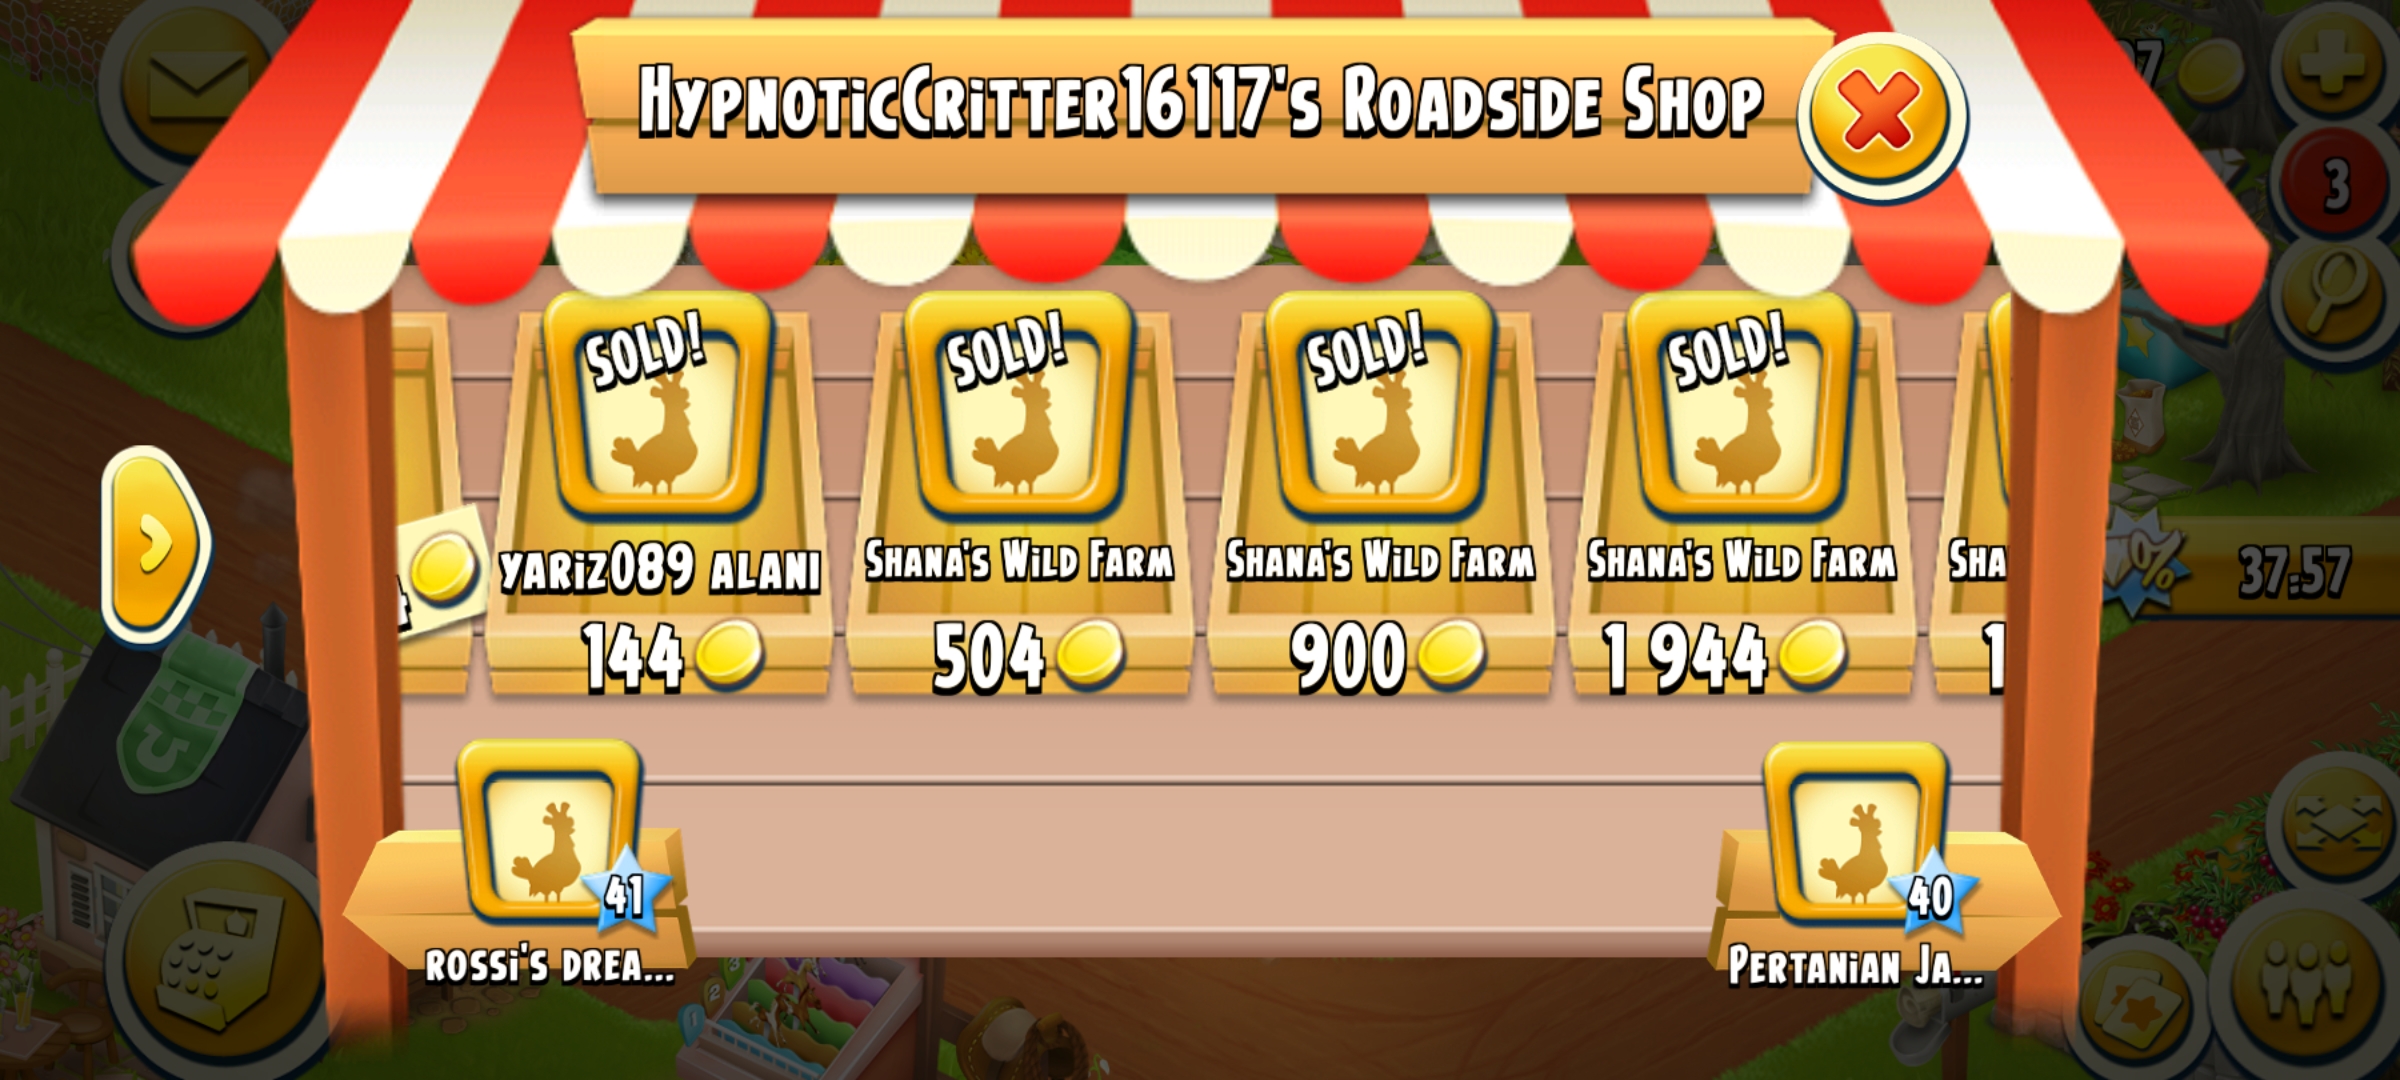 HypnoticCritter16117's Roadside Shop
3
SOLD! SOLD! SOLD! SOLD!
yariz089 alani Shana's Wild Farm Shana's Wild Farm Shana's Wild Farm
144 504 900 1 944
37:57
41 40
rossi's drea... Pertanian Ja...